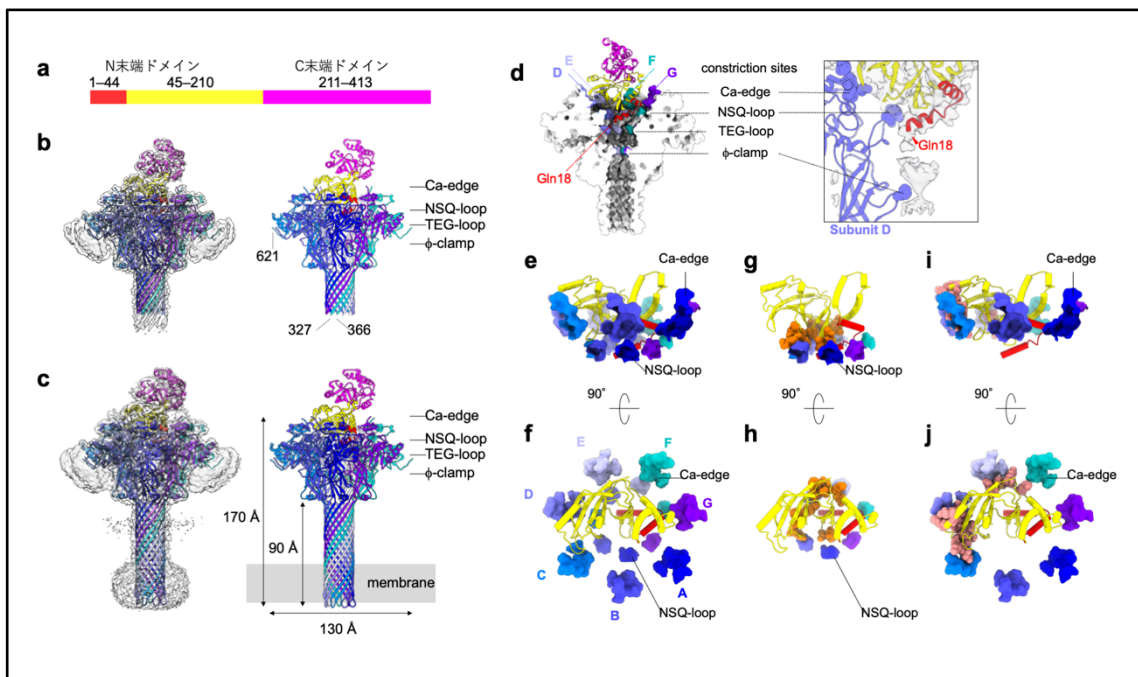 a
N末端ドメイン
C末端ドメイン
1–44
45–210
211–413
b
Ca-edge
NSQ-loop
TEG-loop
ϕ-clamp
621
327
366
c
Ca-edge
NSQ-loop
TEG-loop
ϕ-clamp
170 Å
90 Å
membrane
130 Å
d
E
D
F
G
Gln18
constriction sites
Ca-edge
NSQ-loop
TEG-loop
ϕ-clamp
Gln18
Subunit D
e
Ca-edge
NSQ-loop
90°
f
E
F
Ca-edge
D
G
C
A
B
NSQ-loop
g
NSQ-loop
90°
h
NSQ-loop
i
Ca-edge
90°
j
Ca-edge